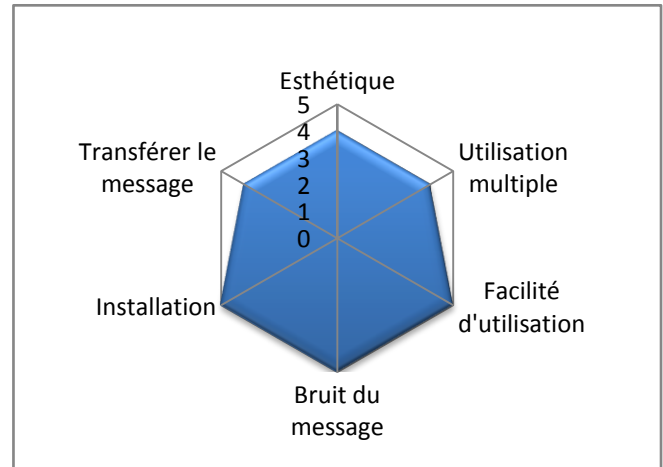 Esthétique
5
4
3
2
1
0
Utilisation
multiple
Facilité
d'utilisation
Bruit du
message
Installation
Transférer le
message